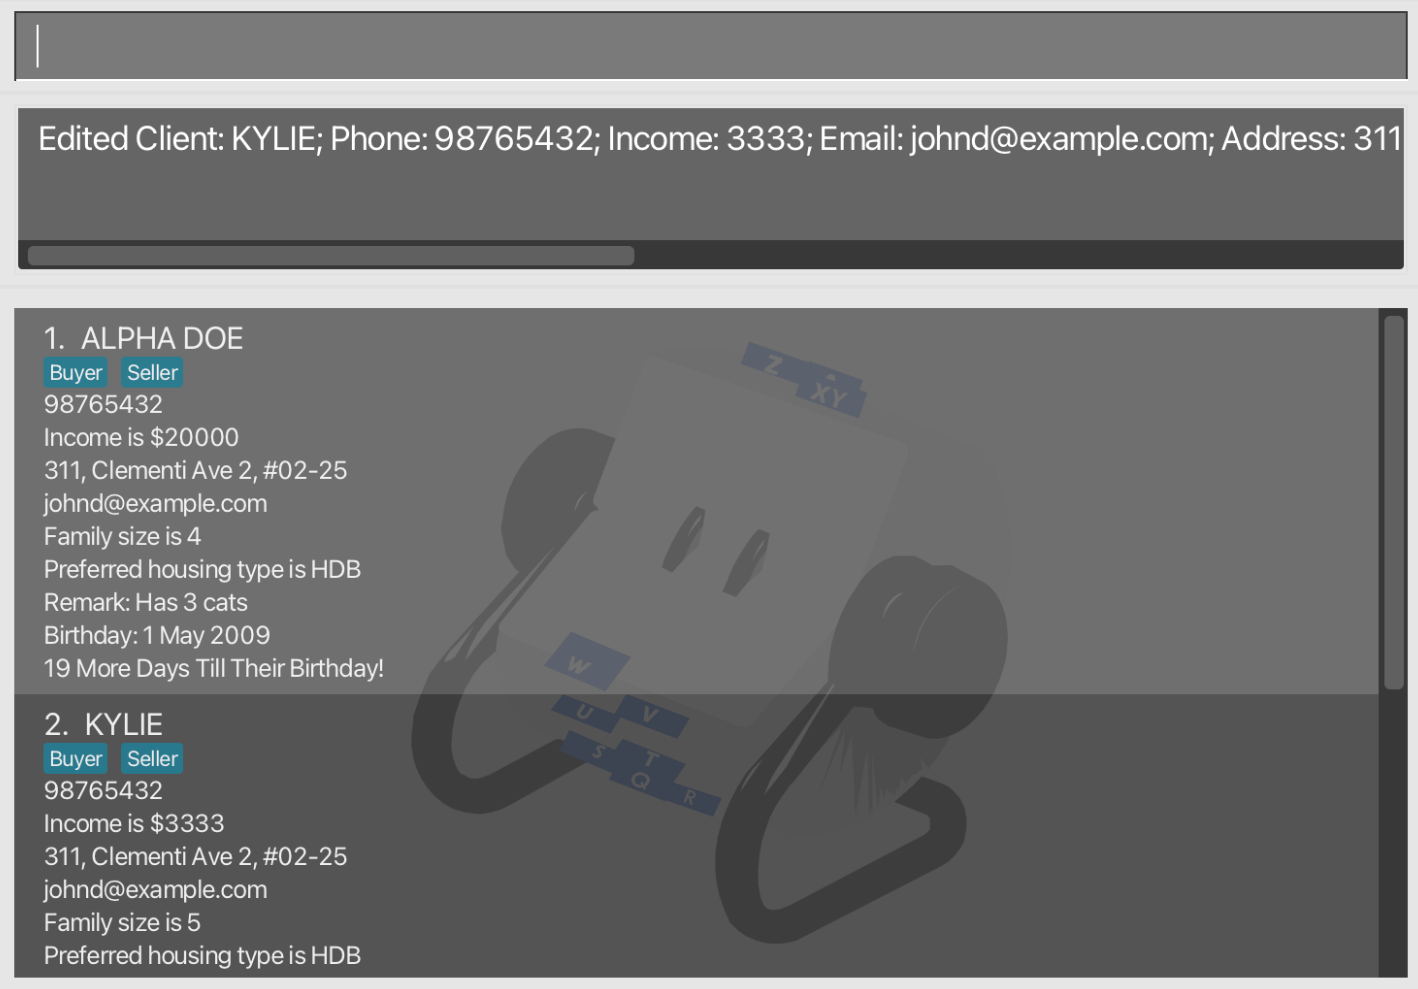 Edited Client: KYLIE; Phone: 98765432; Income: 3333; Email: johnd@example.com; Address: 311
1. ALPHA DOE
Buyer Seller
98765432
Income is $20000
311, Clementi Ave 2, #02-25
johnd@example.com
Family size is 4
Preferred housing type is HDB
Remark: Has 3 cats
Birthday: 1 May 2009
19 More Days Till Their Birthday!
2. KYLIE
Buyer Seller
98765432
Income is $3333
311, Clementi Ave 2, #02-25
johnd@example.com
Family size is 5
Preferred housing type is HDB
Z
XY
W
U V
S T
Q R